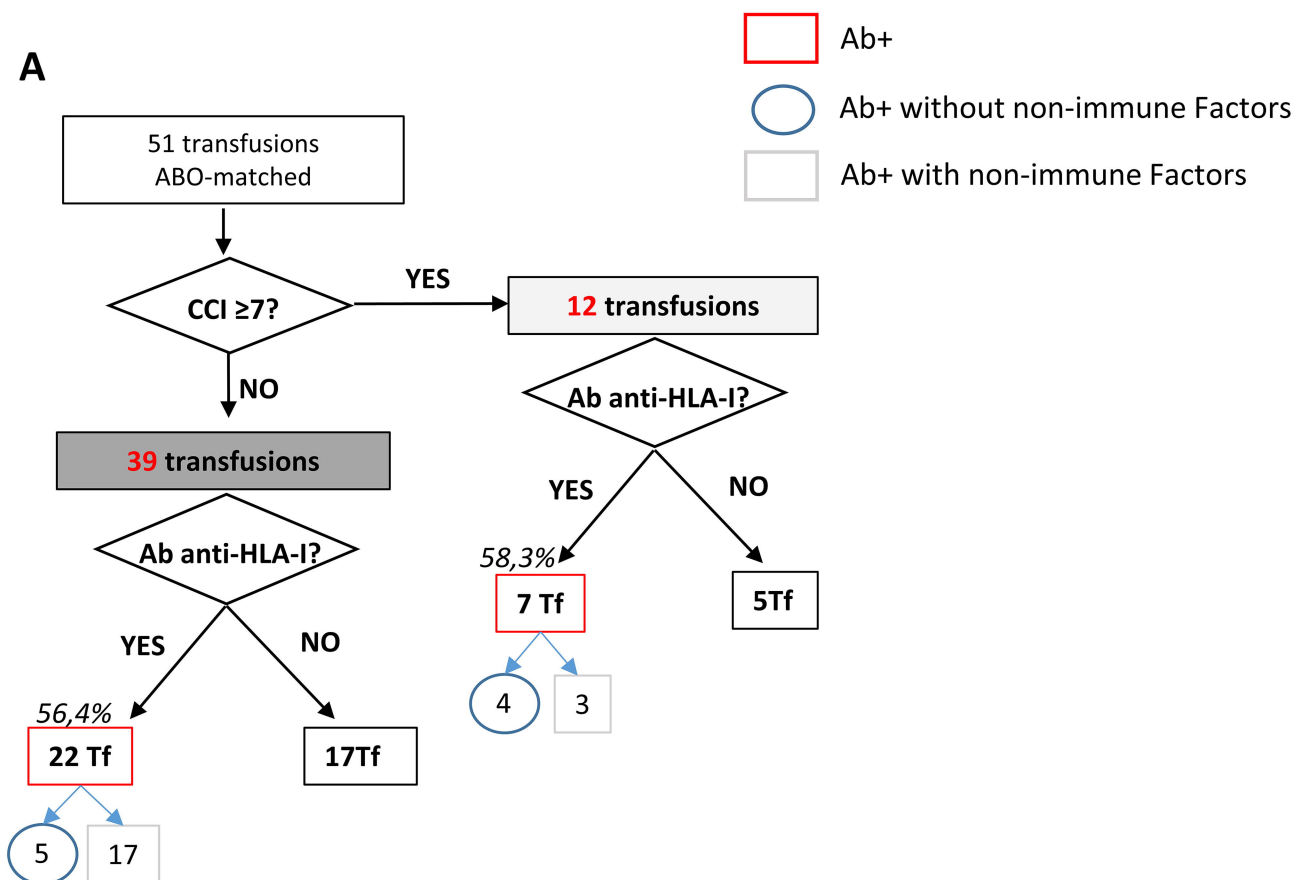 Ab+
A
Ab+ without non-immune Factors
51 transfusions
ABO-matched
Ab+ with non-immune Factors
YES
CCI ≥7?
12 transfusions
NO
Ab anti-HLA-I?
39 transfusions
YES
NO
Ab anti-HLA-I?
58,3%
7 Tf
5Tf
YES
NO
4
3
56,4%
22 Tf
17Tf
5
17